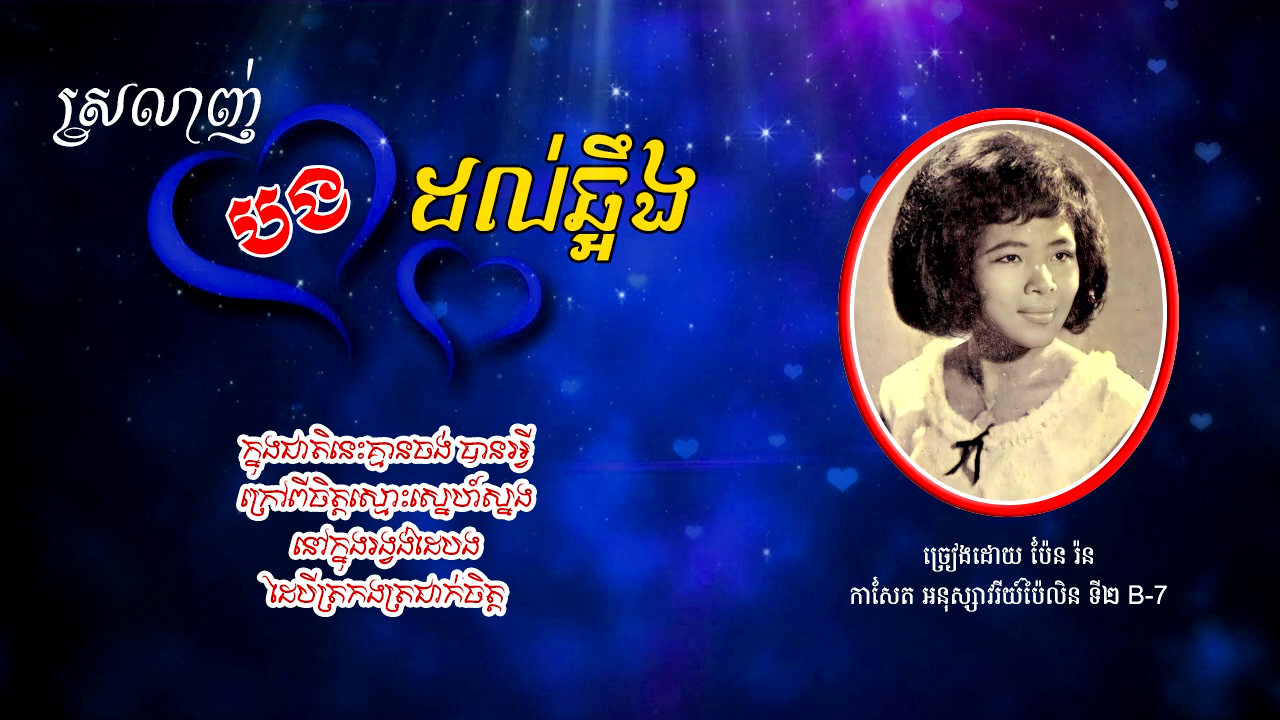 ស្រលាញ់
បង
ដល់ឆ្អឹង
ក្នុងជាតិនេះគ្មានចង់ បានអ្វី
ក្រៅពីចិត្តស្មោះស្នេហ៍ស្នង
នៅក្នុងរង្វង់ដៃបង
ដៃបីត្រកងត្រជាក់ចិត្ត
ច្រៀងដោយ ប៉ែន រ៉ន
កាសែត អនុស្សាវរីយ៍ប៉ៃលិន ទី២ B-7